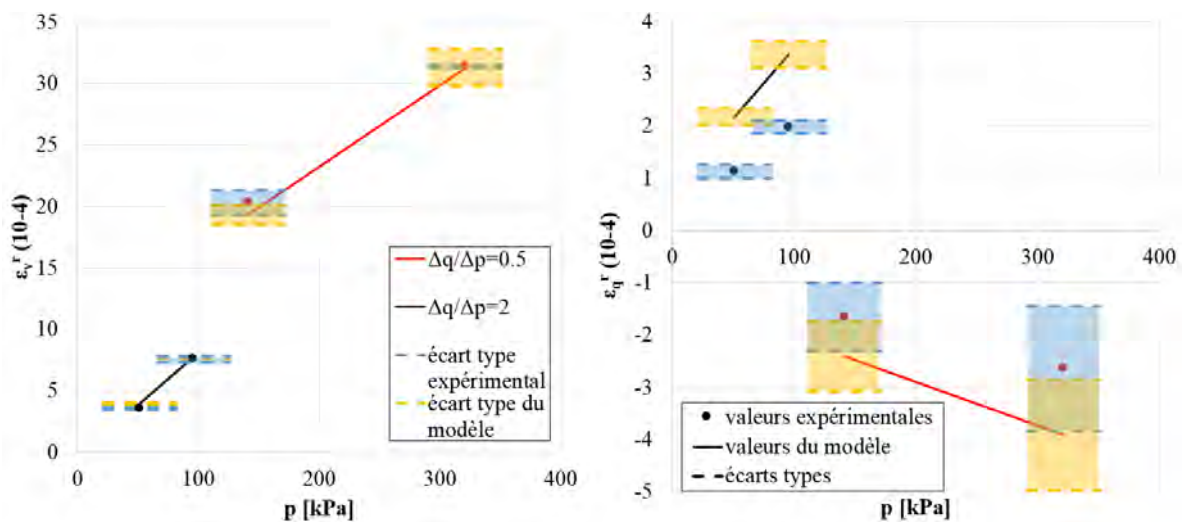 35
30
25
20
15
10
5
0
0
100
200
300
400
εᵥʳ (10-4)
p [kPa]
Δq/Δp=0.5
Δq/Δp=2
écart type
expérimental
écart type du
modèle
4
3
2
1
0
-1
-2
-3
-4
-5
0
100
200
300
400
ε_qʳ (10-4)
p [kPa]
valeurs expérimentales
valeurs du modèle
écarts types